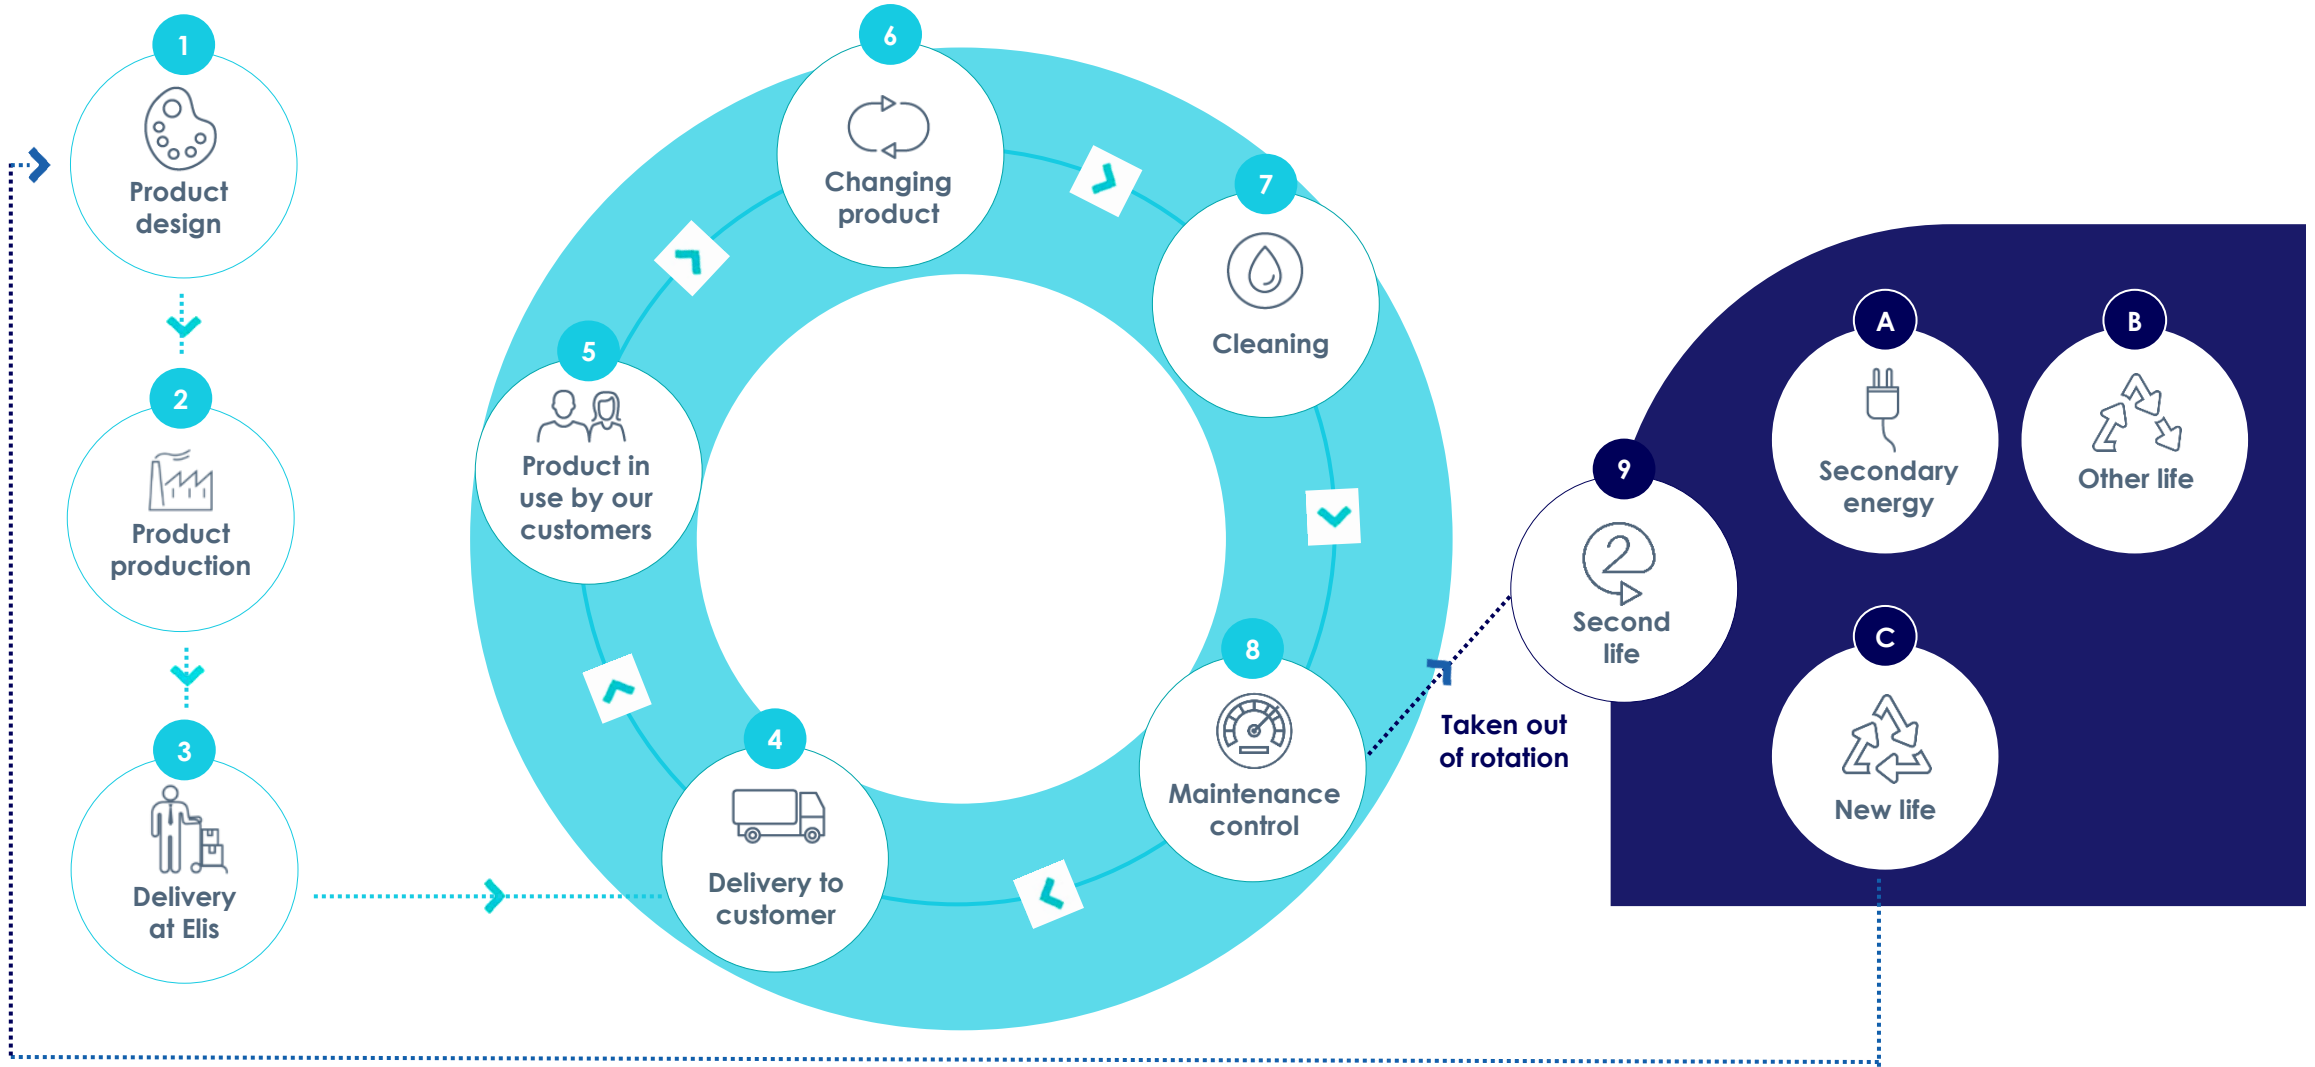 1
Product
design
2
Product
production
3
Delivery
at Elis
4
Delivery to
customer
5
Product in
use by our
customers
6
Changing
product
7
Cleaning
8
Maintenance
control
Taken out
of rotation
9
2
Second
life
A
Secondary
energy
B
Other life
C
New life